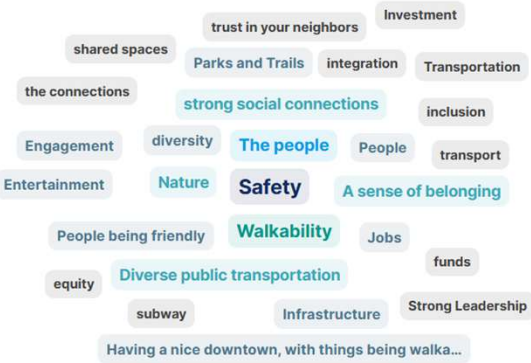 Investment
trust in your neighbors
shared spaces
Parks and Trails
integration
Transportation
the connections
strong social connections
inclusion
Engagement
diversity
The people
People
transport
Entertainment
Nature
Safety
A sense of belonging
People being friendly
Walkability
Jobs
funds
equity
Diverse public transportation
subway
Infrastructure
Strong Leadership
Having a nice downtown, with things being walka...